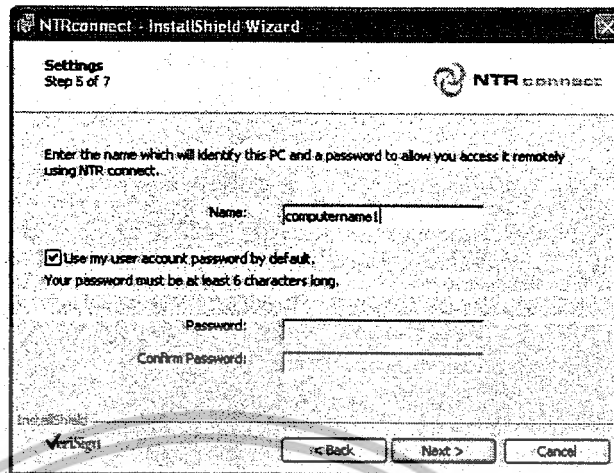 NTRconnect - InstallShield Wizard
Settings
Step 5 of 7
NTR connect
Enter the name which will identify this PC and a password to allow you access it remotely
using NTR connect.
Name: computername1
Use my user account password by default.
Your password must be at least 6 characters long.
Password:
Confirm Password:
InstallShield
VeriSign
< Back Next > Cancel